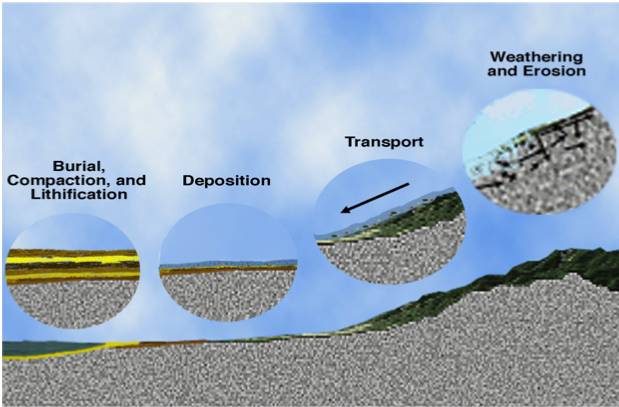 Weathering
and Erosion
Transport
Deposition
Burial,
Compaction, and
Lithification